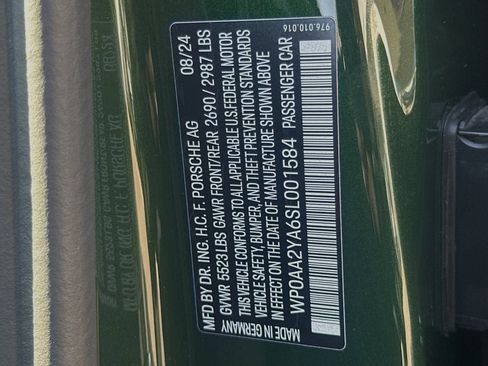 MFD BY DR. ING. H.C. F. PORSCHE AG 08/24
GVWR 5523 LBS GAWR FRONT/REAR 2690 / 2987 LBS
THIS VEHICLE CONFORMS TO ALL APPLICABLE U.S.FEDERAL MOTOR
VEHICLE SAFETY, BUMPER, AND THEFT PREVENTION STANDARDS
IN EFFECT ON THE DATE OF MANUFACTURE SHOWN ABOVE
WP0AA2YA6SL001584 PASSENGER CAR
MADE IN GERMANY
976.010.016